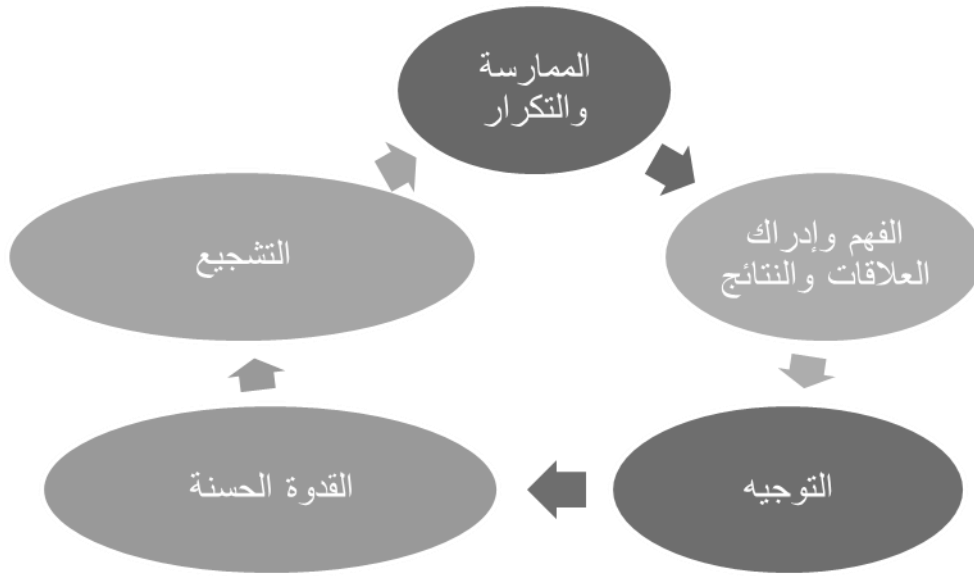 الممارسة
والتكرار
الفهم وإدراك
العلاقات والنتائج
التوجيه
القدوة الحسنة
التشجيع